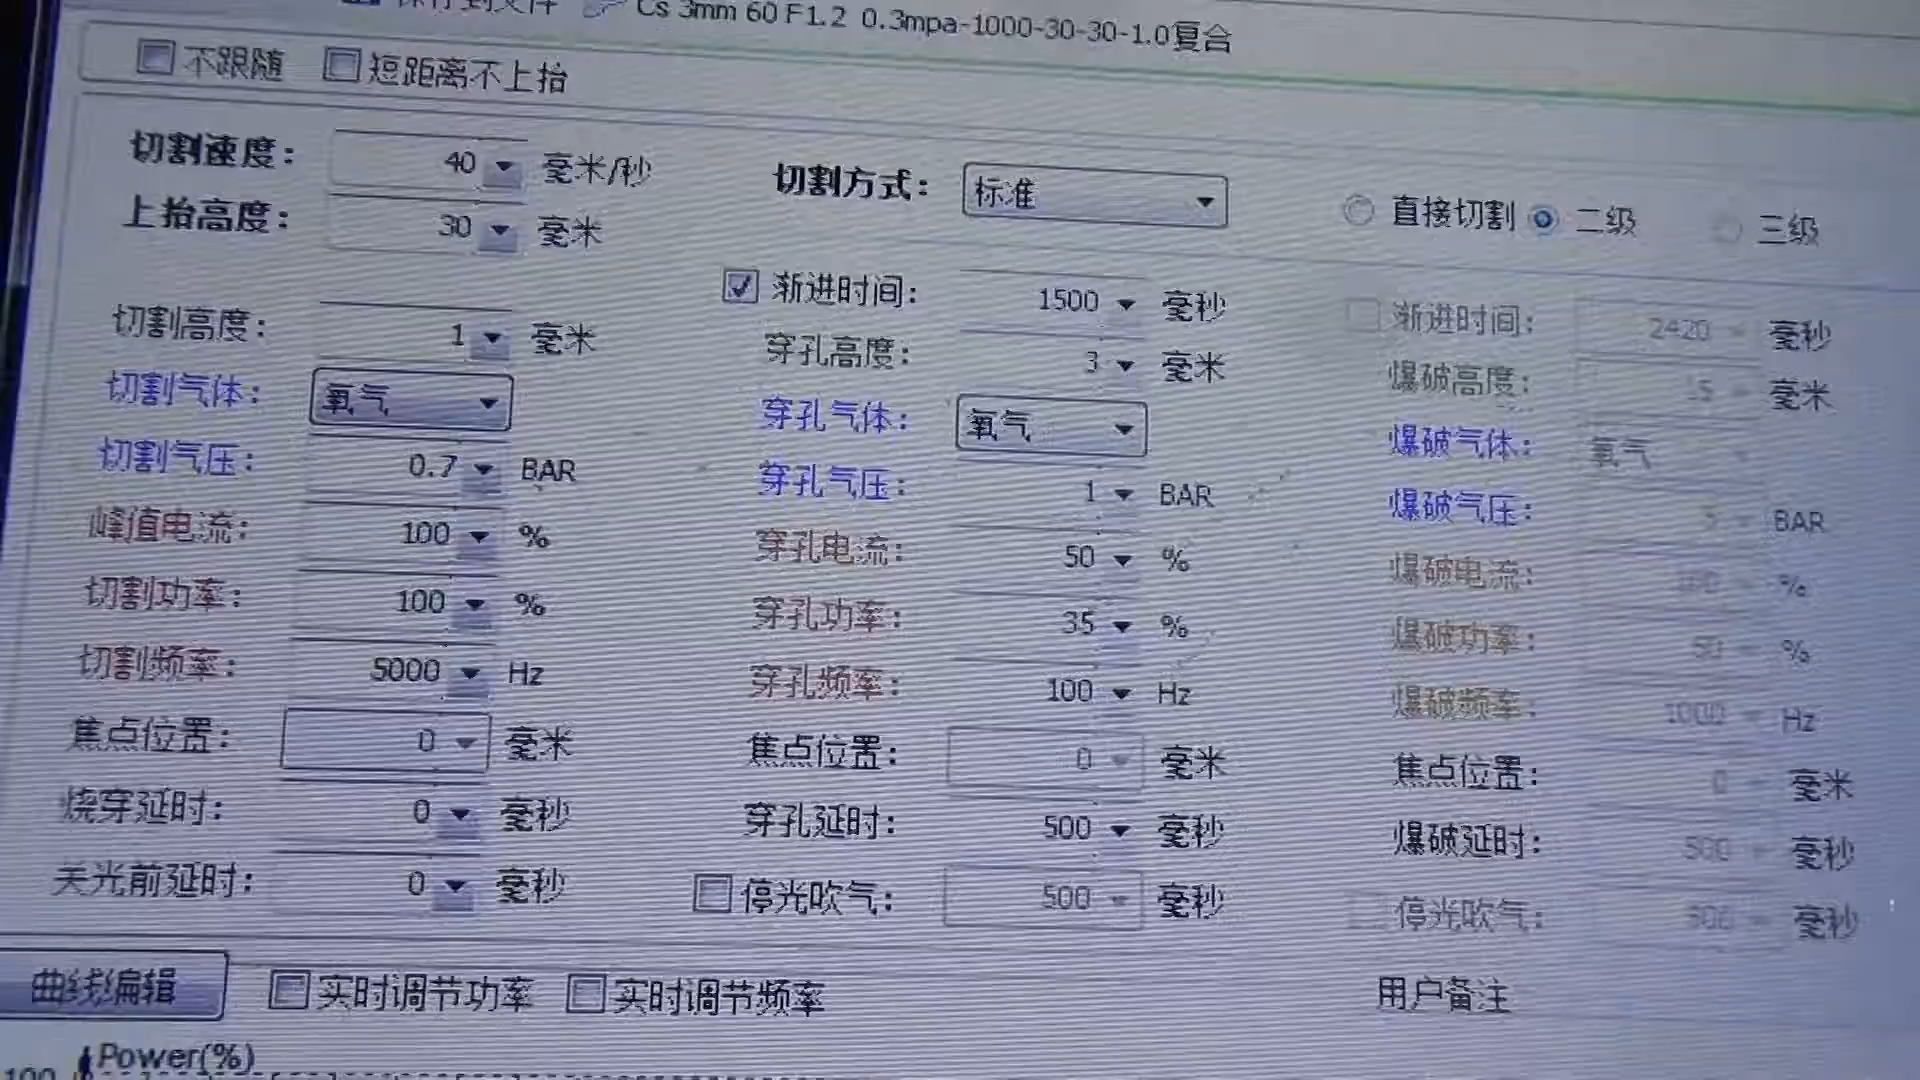 保存到文件 Cs 3mm 60 F1.2 0.3mpa-1000-30-30-1.0复合
不跟随 短距离不上抬
切割速度: 40 毫米/秒 切割方式: 标准 直接切割 二级 三级
上抬高度: 30 毫米
渐进时间: 1500 毫秒 渐进时间: 2420 毫秒
切割高度: 1 毫米 穿孔高度: 3 毫米 爆破高度: 15 毫米
切割气体: 氧气 穿孔气体: 氧气 爆破气体: 氧气
切割气压: 0.7 BAR 穿孔气压: 1 BAR 爆破气压: BAR
峰值电流: 100 % 穿孔电流: 50 % 爆破电流: 100 %
切割功率: 100 % 穿孔功率: 35 % 爆破功率: 50 %
切割频率: 5000 Hz 穿孔频率: 100 Hz 爆破频率: 1000 Hz
焦点位置: 0 毫米 焦点位置: 0 毫米 焦点位置: 0 毫米
烧穿延时: 0 毫秒 穿孔延时: 500 毫秒 爆破延时: 500 毫秒
关光前延时: 0 毫秒 停光吹气: 500 毫秒 停光吹气: 500 毫秒
曲线编辑 实时调节功率 实时调节频率 用户备注
Power(%)
100